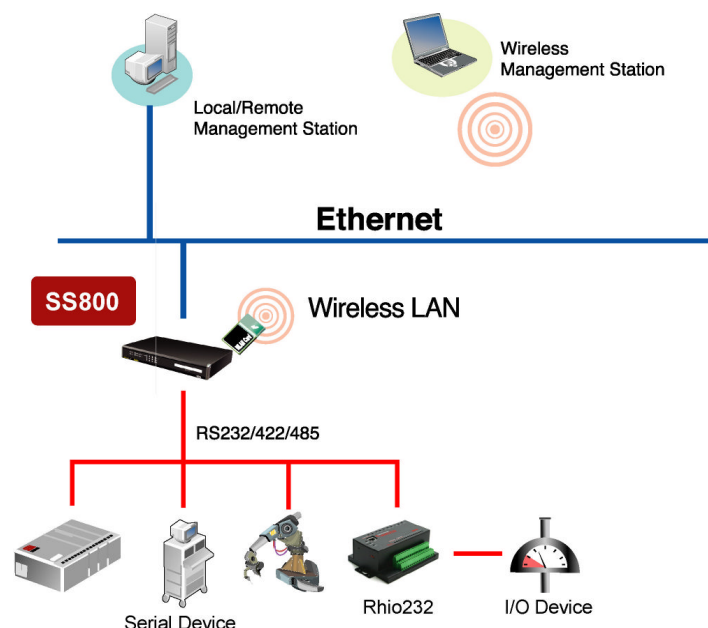 Wireless
Management Station
Local/Remote
Management Station
Ethernet
SS800
Wireless LAN
RS232/422/485
Serial Device
Rhio232
I/O Device